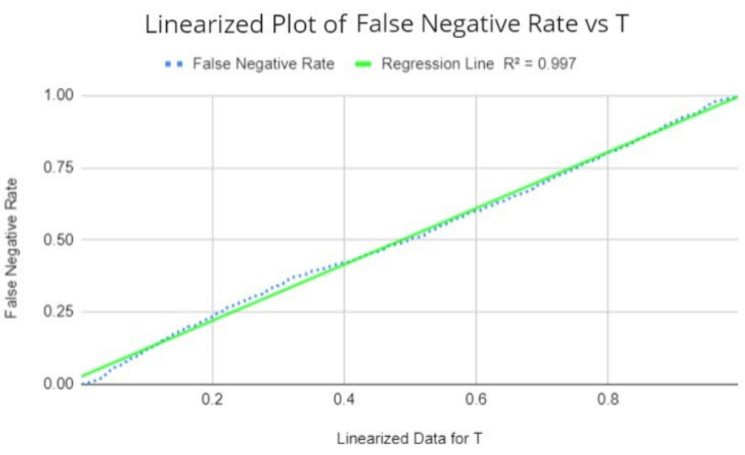 Linearized Plot of False Negative Rate vs T
False Negative Rate Regression Line R² = 0.997
1.00
0.75
0.50
0.25
0.00
False Negative Rate
0.2 0.4 0.6 0.8
Linearized Data for T